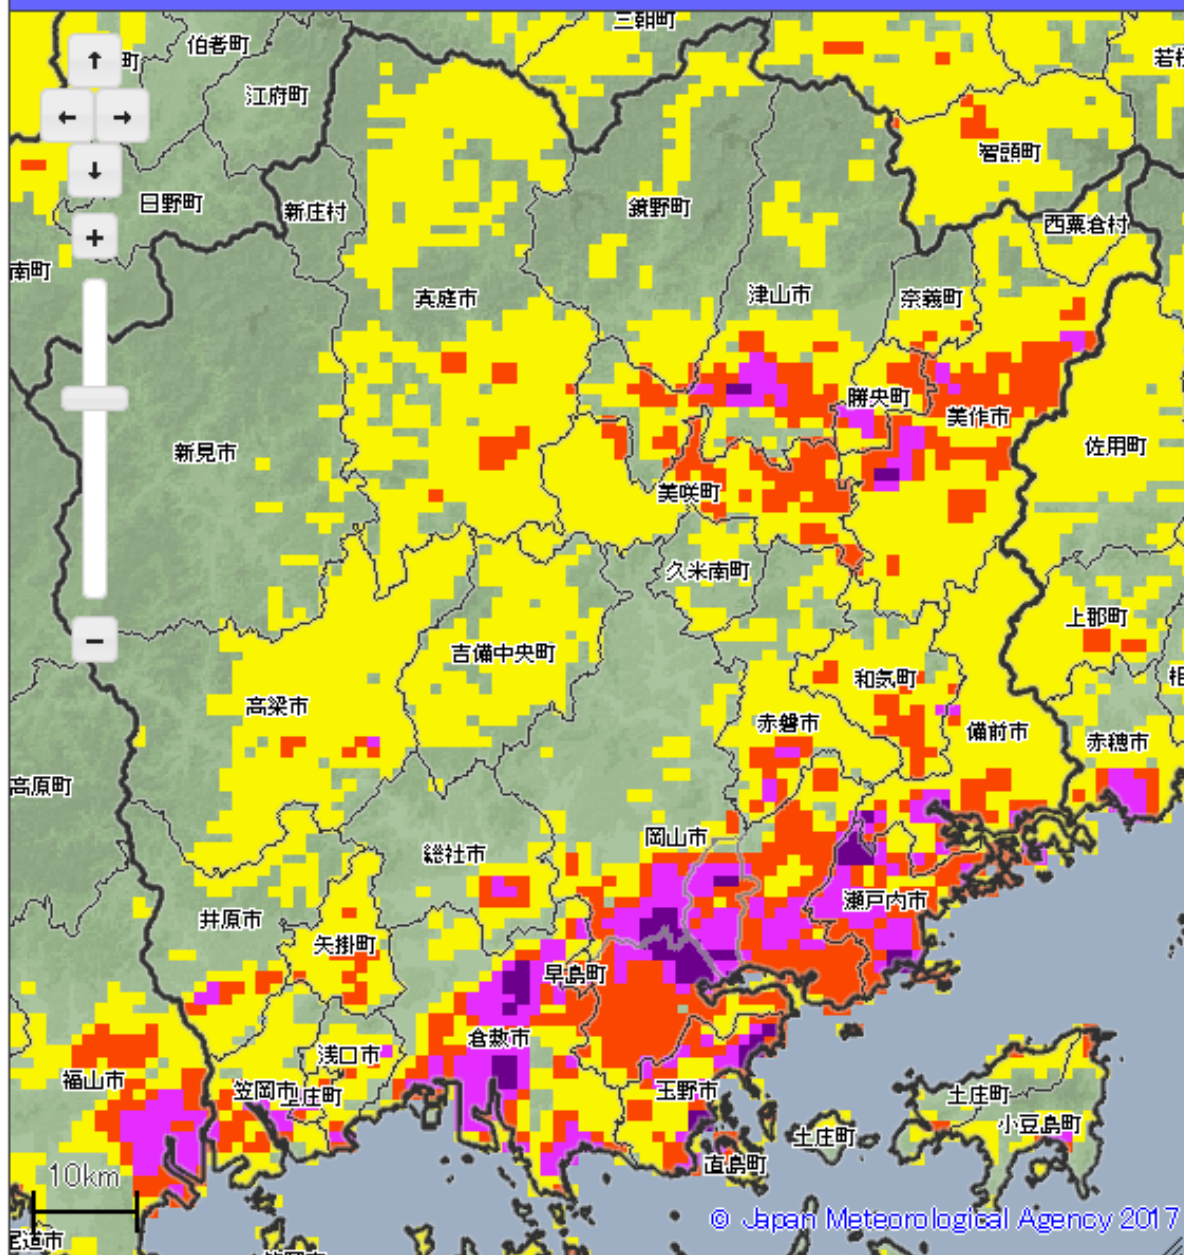 三朝町
伯耆町
町
若桜
江府町
智頭町
日野町
新庄村
鏡野町
西粟倉村
南町
真庭市
津山市
奈義町
勝央町
美作市
新見市
佐用町
美咲町
久米南町
上郡町
吉備中央町
和気町
相
高梁市
赤磐市
備前市
赤穂市
高原町
岡山市
総社市
瀬戸内市
井原市
矢掛町
早島町
倉敷市
浅口市
福山市
笠岡市
庄町
玉野市
土庄町
小豆島町
土庄町
直島町
10km
© Japan Meteorological Agency 2017
尾道市